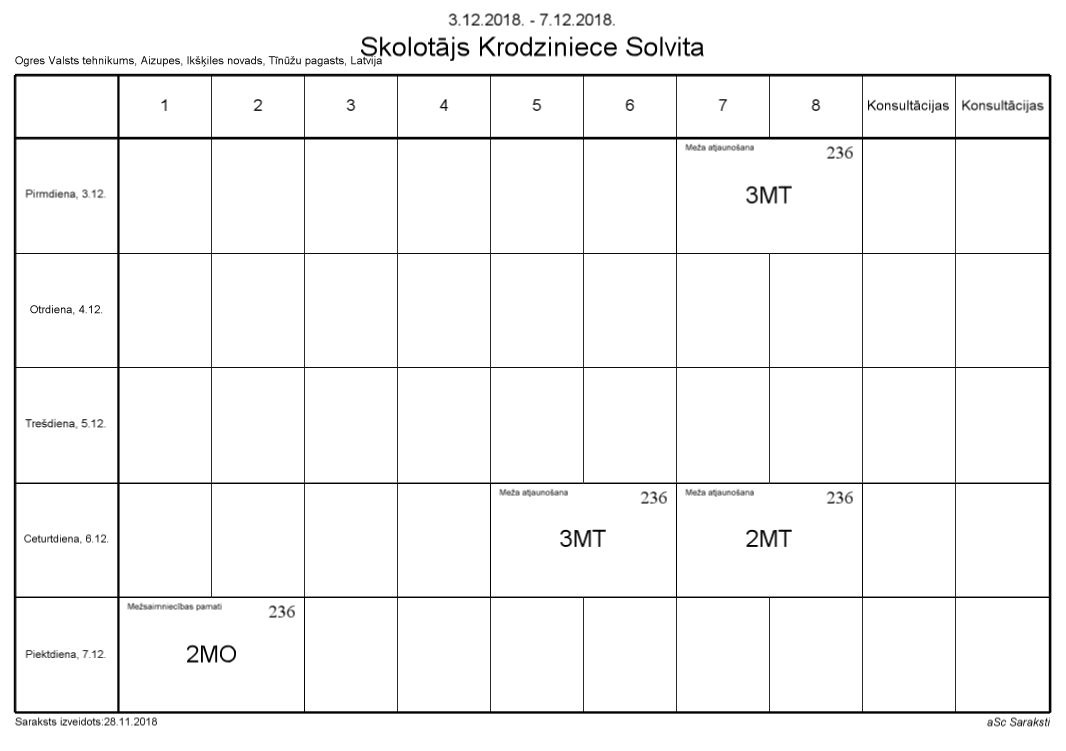 3.12.2018. - 7.12.2018.
Skolotājs Krodziniece Solvita
Ogres Valsts tehnikums, Aizupes, Ikšķiles novads, Tīnūžu pagasts, Latvija
1 2 3 4 5 6 7 8 Konsultācijas Konsultācijas
Meža atjaunošana 236
Pirmdiena, 3.12. 3MT
Otrdiena, 4.12.
Trešdiena, 5.12.
Meža atjaunošana 236 Meža atjaunošana 236
Ceturtdiena, 6.12. 3MT 2MT
Mežsaimniecības pamati 236
Piektdiena, 7.12. 2MO
Saraksts izveidots:28.11.2018 aSc Saraksti